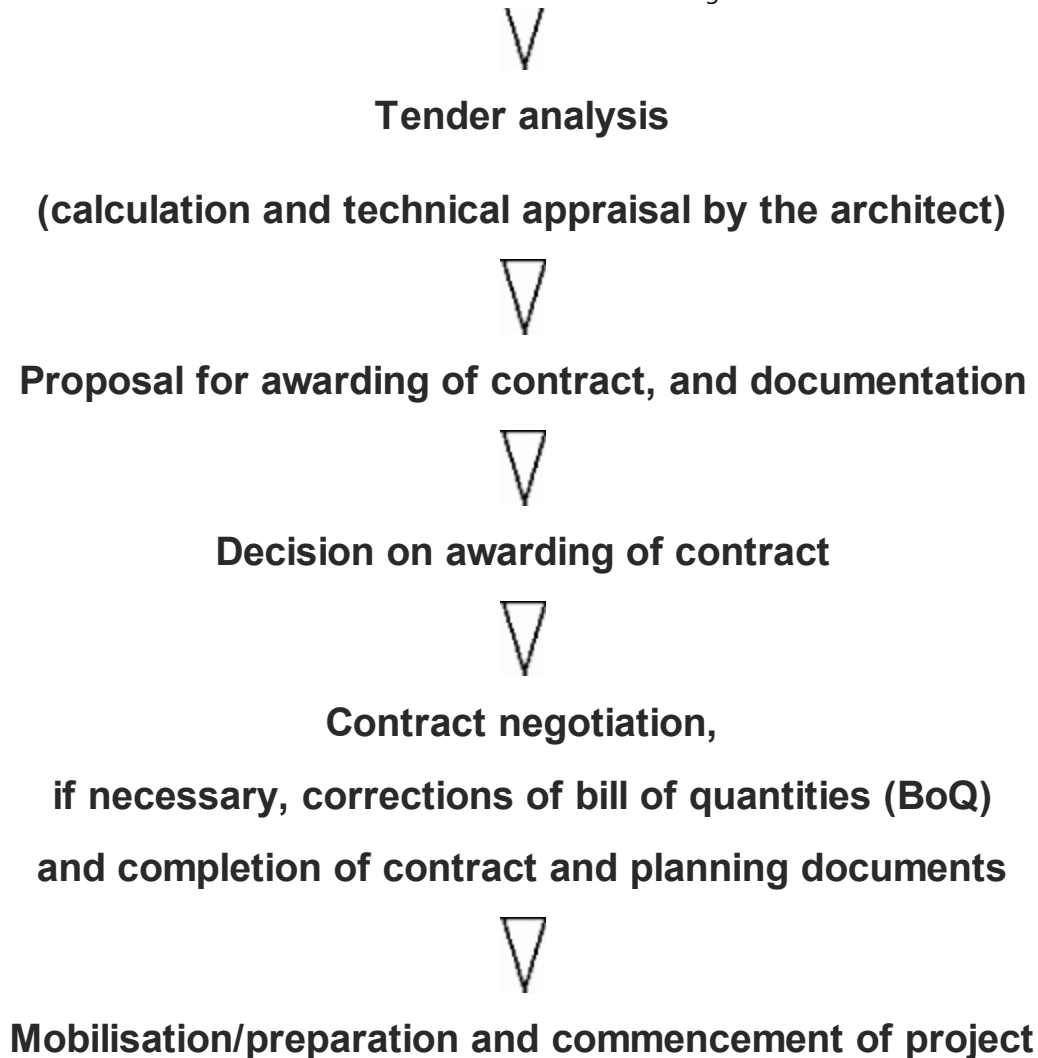 Tender analysis
(calculation and technical appraisal by the architect)
Proposal for awarding of contract, and documentation
Decision on awarding of contract
Contract negotiation,
if necessary, corrections of bill of quantities (BoQ)
and completion of contract and planning documents
Mobilisation/preparation and commencement of project